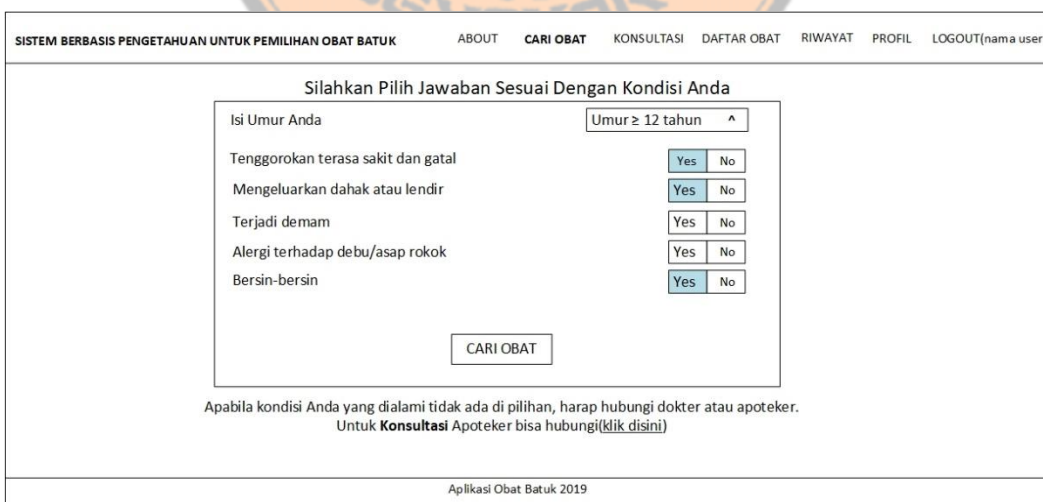 SISTEM BERBASIS PENGETAHUAN UNTUK PEMILIHAN OBAT BATUK ABOUT CARI OBAT KONSULTASI DAFTAR OBAT RIWAYAT PROFIL LOGOUT(nama user
Silahkan Pilih Jawaban Sesuai Dengan Kondisi Anda
Isi Umur Anda Umur ≥ 12 tahun ^
Tenggorokan terasa sakit dan gatal Yes No
Mengeluarkan dahak atau lendir Yes No
Terjadi demam Yes No
Alergi terhadap debu/asap rokok Yes No
Bersin-bersin Yes No
CARI OBAT
Apabila kondisi Anda yang dialami tidak ada di pilihan, harap hubungi dokter atau apoteker.
Untuk Konsultasi Apoteker bisa hubungi(klik disini)
Aplikasi Obat Batuk 2019